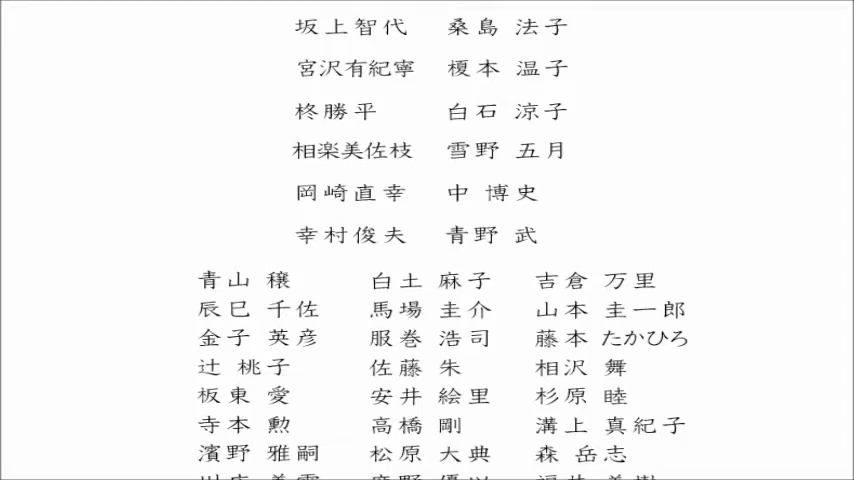 坂上智代 桑島 法子
宮沢有紀寧 榎本 温子
柊勝平 白石 涼子
相楽美佐枝 雪野 五月
岡崎直幸 中 博史
幸村俊夫 青野 武
青山 穣 白土 麻子 吉倉 万里
辰巳 千佐 馬場 圭介 山本 圭一郎
金子 英彦 服巻 浩司 藤本 たかひろ
辻 桃子 佐藤 朱 相沢 舞
板東 愛 安井 絵里 杉原 睦
寺本 勲 高橋 剛 溝上 真紀子
濱野 雅嗣 松原 大典 森 岳志